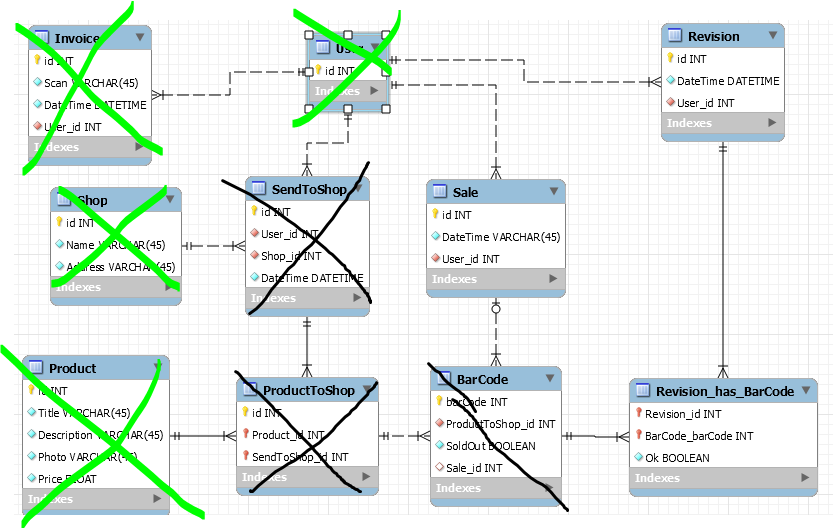 Invoice
id INT
Scan VARCHAR(45)
DateTime DATETIME
User_id INT
Indexes
User
id INT
Indexes
Revision
id INT
DateTime DATETIME
User_id INT
Indexes
Shop
id INT
Name VARCHAR(45)
Address VARCHAR(45)
Indexes
SendToShop
id INT
User_id INT
Shop_id INT
DateTime DATETIME
Indexes
Sale
id INT
DateTime VARCHAR(45)
User_id INT
Indexes
Product
id INT
Title VARCHAR(45)
Description VARCHAR(45)
Photo VARCHAR(45)
Price FLOAT
Indexes
ProductToShop
id INT
Product_id INT
SendToShop_id INT
Indexes
BarCode
barCode INT
ProductToShop_id INT
SoldOut BOOLEAN
Sale_id INT
Indexes
Revision_has_BarCode
Revision_id INT
BarCode_barCode INT
Ok BOOLEAN
Indexes